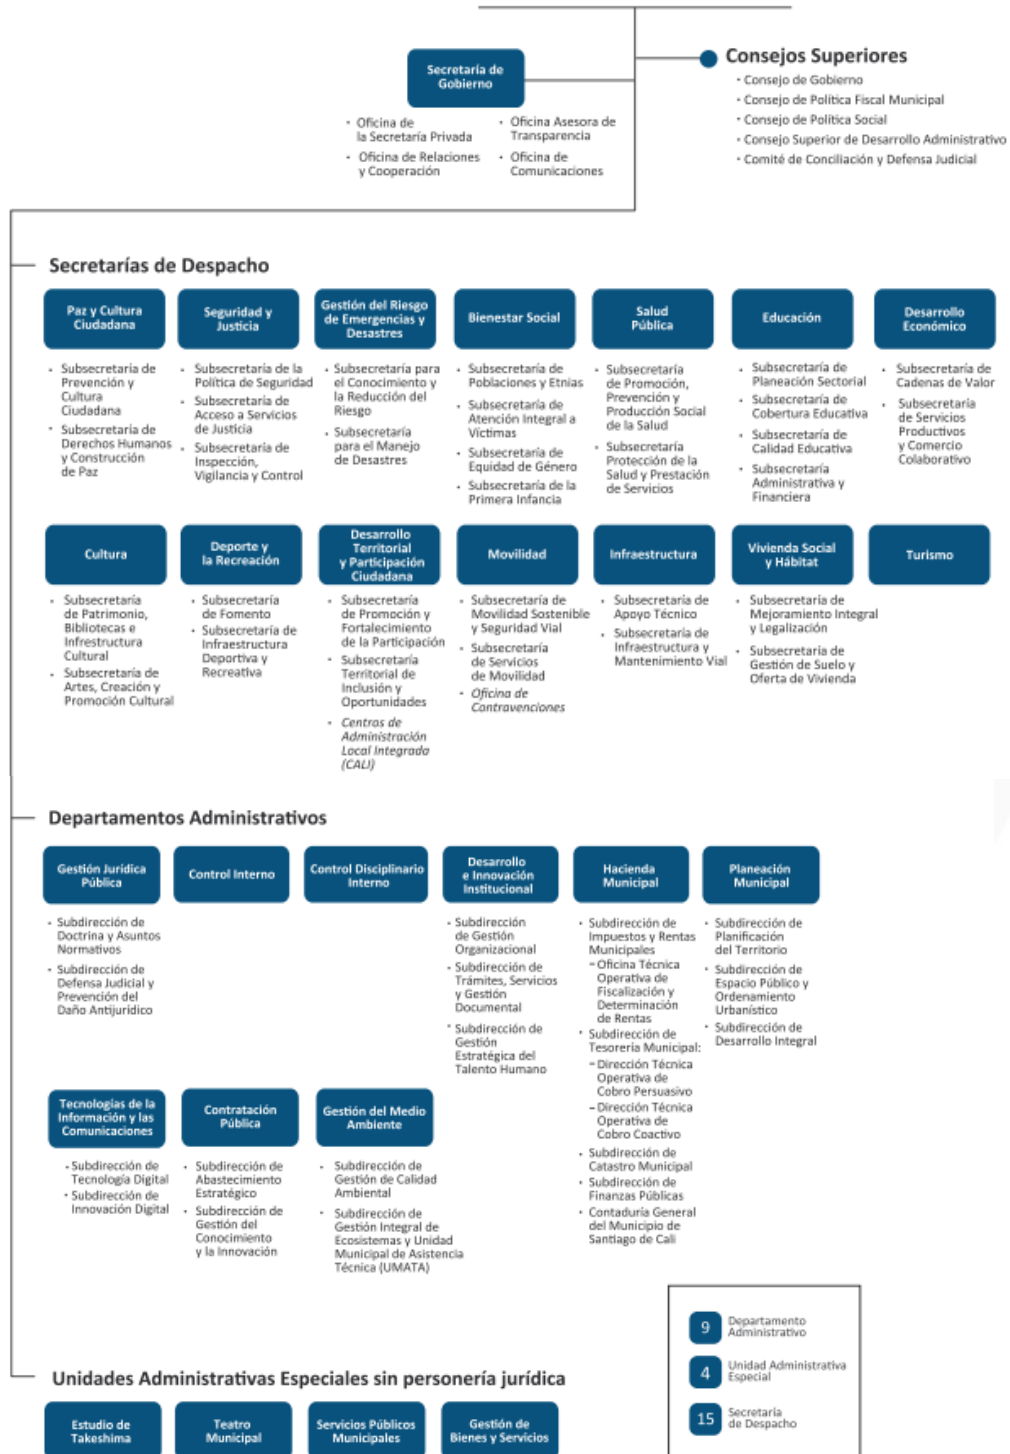 Secretaría de
Gobierno
· Oficina de
la Secretaría Privada
· Oficina de Relaciones
y Cooperación
· Oficina Asesora de
Transparencia
· Oficina de
Comunicaciones
Consejos Superiores
· Consejo de Gobierno
· Consejo de Política Fiscal Municipal
· Consejo de Política Social
· Consejo Superior de Desarrollo Administrativo
· Comité de Conciliación y Defensa Judicial
Secretarías de Despacho
Paz y Cultura
Ciudadana
· Subsecretaría de
Prevención y
Cultura
Ciudadana
· Subsecretaría de
Derechos Humanos
y Construcción
de Paz
Seguridad y
Justicia
· Subsecretaría de la
Política de Seguridad
· Subsecretaría de
Acceso a Servicios
de Justicia
· Subsecretaría de
Inspección,
Vigilancia y Control
Gestión del Riesgo
de Emergencias y
Desastres
· Subsecretaría para
el Conocimiento y
la Reducción del
Riesgo
· Subsecretaría
para el Manejo
de Desastres
Bienestar Social
· Subsecretaría de
Poblaciones y Etnias
· Subsecretaría de
Atención Integral a
Víctimas
· Subsecretaría de
Equidad de Género
· Subsecretaría de la
Primera Infancia
Salud
Pública
· Subsecretaría
de Promoción,
Prevención y
Producción Social
de la Salud
· Subsecretaría
Protección de la
Salud y Prestación
de Servicios
Educación
· Subsecretaría de
Planeación Sectorial
· Subsecretaría de
Cobertura Educativa
· Subsecretaría de
Calidad Educativa
· Subsecretaría
Administrativa y
Financiera
Desarrollo
Económico
· Subsecretaría de
Cadenas de Valor
· Subsecretaría
de Servicios
Productivos
y Comercio
Colaborativo
Cultura
· Subsecretaría
de Patrimonio,
Bibliotecas e
Infrestructura
Cultural
· Subsecretaría de
Artes, Creación y
Promoción Cultural
Deporte y
la Recreación
· Subsecretaría
de Fomento
· Subsecretaría de
Infraestructura
Deportiva y
Recreativa
Desarrollo
Territorial
y Participación
Ciudadana
· Subsecretaría
de Promoción y
Fortalecimiento
de la Participación
· Subsecretaría
Territorial de
Inclusión y
Oportunidades
· Centros de
Administración
Local Integrada
(CALI)
Movilidad
· Subsecretaría de
Movilidad Sostenible
y Seguridad Vial
· Subsecretaría
de Servicios
de Movilidad
· Oficina de
Contravenciones
Infraestructura
· Subsecretaría de
Apoyo Técnico
· Subsecretaría de
Infraestructura y
Mantenimiento Vial
Vivienda Social
y Hábitat
· Subsecretaría de
Mejoramiento Integral
y Legalización
· Subsecretaría de
Gestión de Suelo y
Oferta de Vivienda
Turismo
Departamentos Administrativos
Gestión Jurídica
Pública
· Subdirección de
Doctrina y Asuntos
Normativos
· Subdirección de
Defensa Judicial y
Prevención del
Daño Antijurídico
Control Interno
Control Disciplinario
Interno
Desarrollo
e Innovación
Institucional
· Subdirección
de Gestión
Organizacional
· Subdirección de
Trámites, Servicios
y Gestión
Documental
· Subdirección de
Gestión
Estratégica del
Talento Humano
Hacienda
Municipal
· Subdirección de
Impuestos y Rentas
Municipales
– Oficina Técnica
Operativa de
Fiscalización y
Determinación
de Rentas
· Subdirección de
Tesorería Municipal:
– Dirección Técnica
Operativa de
Cobro Persuasivo
– Dirección Técnica
Operativa de
Cobro Coactivo
· Subdirección de
Catastro Municipal
· Subdirección de
Finanzas Públicas
· Contaduría General
del Municipio de
Santiago de Cali
Planeación
Municipal
· Subdirección de
Planificación
del Territorio
· Subdirección de
Espacio Público y
Ordenamiento
Urbanístico
· Subdirección de
Desarrollo Integral
Tecnologías de la
Información y las
Comunicaciones
· Subdirección de
Tecnología Digital
· Subdirección de
Innovación Digital
Contratación
Pública
· Subdirección de
Abastecimiento
Estratégico
· Subdirección de
Gestión del
Conocimiento
y la Innovación
Gestión del Medio
Ambiente
· Subdirección de
Gestión de Calidad
Ambiental
· Subdirección de
Gestión Integral de
Ecosistemas y Unidad
Municipal de Asistencia
Técnica (UMATA)
9 Departamento
Administrativo
4 Unidad Administrativa
Especial
15 Secretaría
de Despacho
Unidades Administrativas Especiales sin personería jurídica
Estudio de
Takeshima
Teatro
Municipal
Servicios Públicos
Municipales
Gestión de
Bienes y Servicios